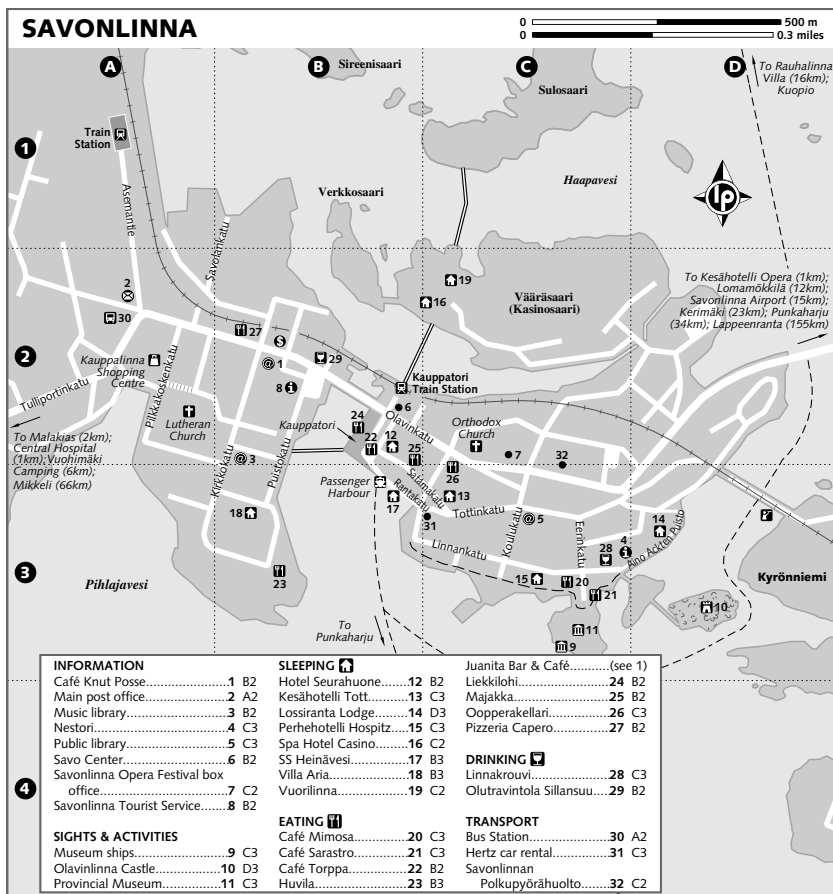 SAVONLINNA
0 500 m
0 0.3 miles
A
B
C
D
Sireenisaari
Sulosaari
To Rauhalinna
Villa (16km);
Kuopio
Train
Station
1
Asemantie
Verkkosaari
Haapavesi
lp
Savolankatu
2
30
27
$
@ 1
29
8
19
16
Vääräsaari
(Kasinosaari)
To Kesähotelli Opera (1km);
Lomamökkilä (12km);
Savonlinna Airport (15km);
Kerimäki (23km); Punkaharju
(34km); Lappeenranta (155km)
2
Kauppalinna
Shopping
Centre
Tulliportinkatu
Pilkkakoskenkatu
Lutheran
Church
Kauppatori
Train Station
6
Olavinkatu
24
Kauppatori
22
12
25
Orthodox
Church
7
32
To Malakias (2km);
Central Hospital
(1km); Vuohimäki
Camping (6km);
Mikkeli (66km)
@ 3
Kirkkokatu
Puistokatu
18
Passenger
Harbour
17
Rantakatu
Satamakatu
26
13
31
Tottinkatu
Koulukatu
@ 5
Eerinkatu
4
28
14
Aino Ackten Puisto
Linnankatu
3
Pihlajavesi
23
15
20
21
Kyrönniemi
10
11
9
To
Punkaharju
4
INFORMATION
Café Knut Posse 1 B2
Main post office 2 A2
Music library 3 B2
Nestori 4 C3
Public library 5 C3
Savo Center 6 B2
Savonlinna Opera Festival box
office 7 C2
Savonlinna Tourist Service 8 B2
SIGHTS & ACTIVITIES
Museum ships 9 C3
Olavinlinna Castle 10 D3
Provincial Museum 11 C3
SLEEPING
Hotel Seurahuone 12 B2
Kesähotelli Tott 13 C3
Lossiranta Lodge 14 D3
Perhehotelli Hospitz 15 C3
Spa Hotel Casino 16 C2
SS Heinävesi 17 B3
Villa Aria 18 B3
Vuorilinna 19 C2
EATING
Café Mimosa 20 C3
Café Sarastro 21 C3
Café Torppa 22 B2
Huvila 23 B3
Juanita Bar & Café (see 1)
Liekkilohi 24 B2
Majakka 25 B2
Oopperakellari 26 C3
Pizzeria Capero 27 B2
DRINKING
Linnakrouvi 28 C3
Olutravintola Sillansuu 29 B2
TRANSPORT
Bus Station 30 A2
Hertz car rental 31 C3
Savonlinnan
Polkupyörähuolto 32 C2